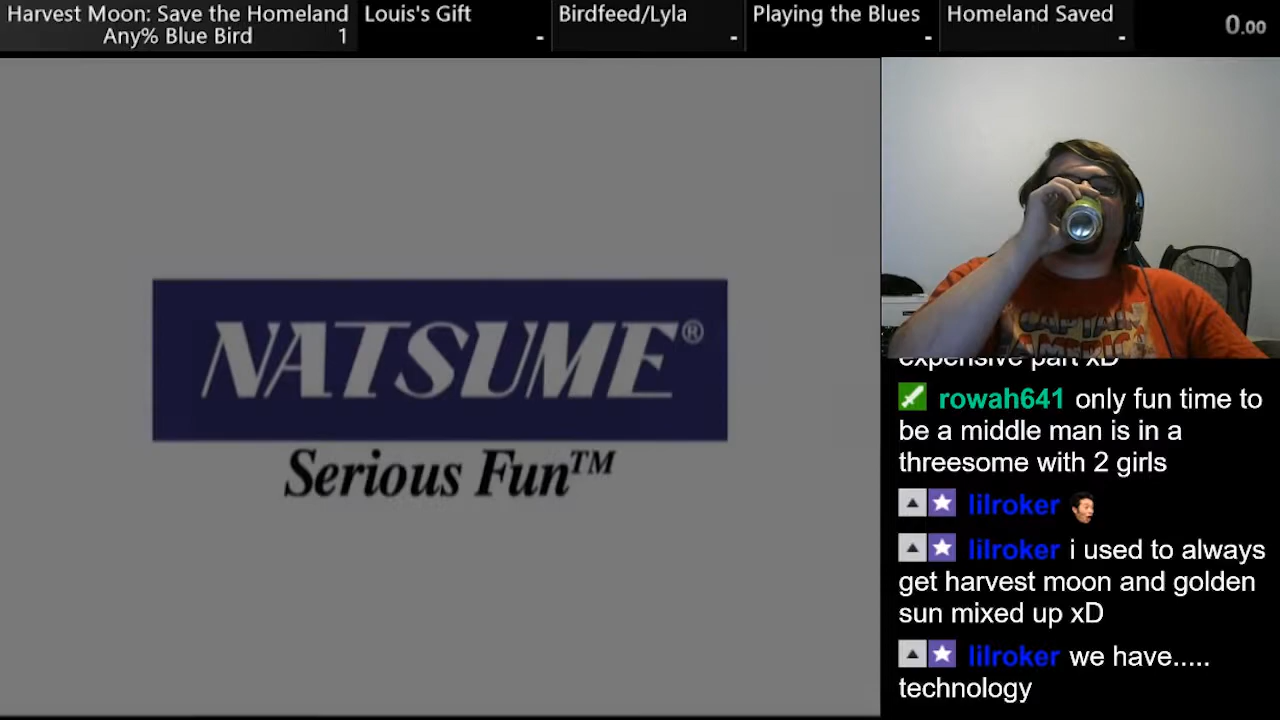 Harvest Moon: Save the Homeland
Any% Blue Bird 1
Louis's Gift
-
Birdfeed/Lyla
-
Playing the Blues
-
Homeland Saved
-
0.00
NATSUME®
Serious Fun™
CAPTAIN
AMERICA
expensive part xD
rowah641 only fun time to
be a middle man is in a
threesome with 2 girls
lilroker
lilroker i used to always
get harvest moon and golden
sun mixed up xD
lilroker we have.....
technology